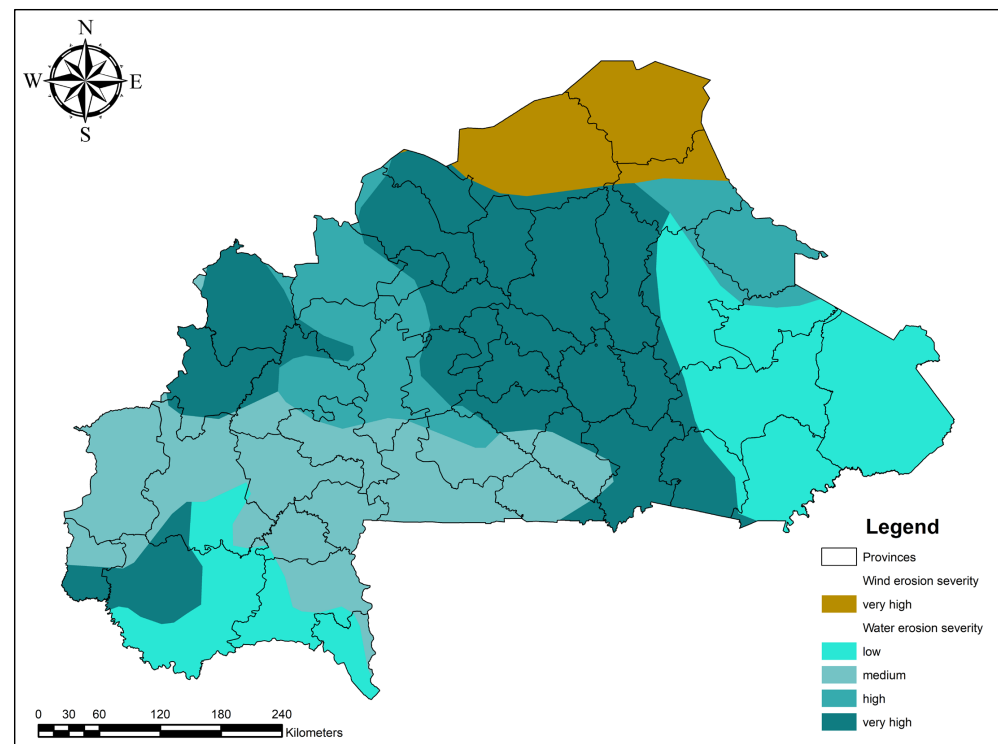 N
W E
S
Legend
Provinces
Wind erosion severity
very high
Water erosion severity
low
medium
high
very high
0 30 60 120 180 240
Kilometers